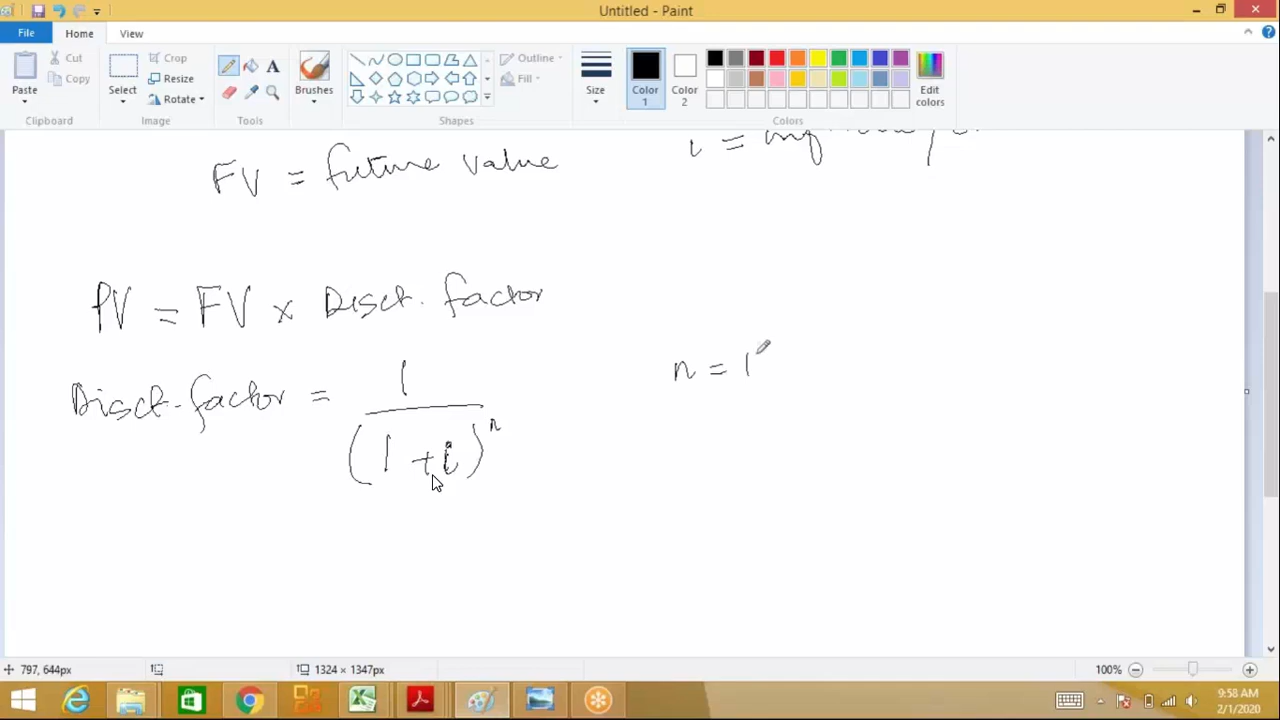 Untitled - Paint
File Home View
Paste
Cut
Copy
Clipboard
Select
Crop
Resize
Rotate
Image
Tools
Brushes
Shapes
Outline
Fill
Size
Color 1
Color 2
Edit colors
Colors
i =
FV = future value
PV = FV × Disct. factor
Disct. factor = 1
(1 + i)^n
n = 1
797, 644px
1324 × 1347px
100%
9:58 AM
2/1/2020